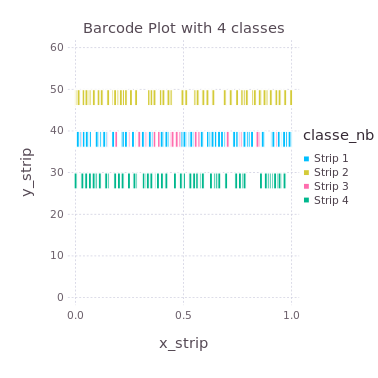 Barcode Plot with 4 classes
60
50
40
30
20
10
0
y_strip
0.0 0.5 1.0
x_strip
classe_nb
Strip 1
Strip 2
Strip 3
Strip 4